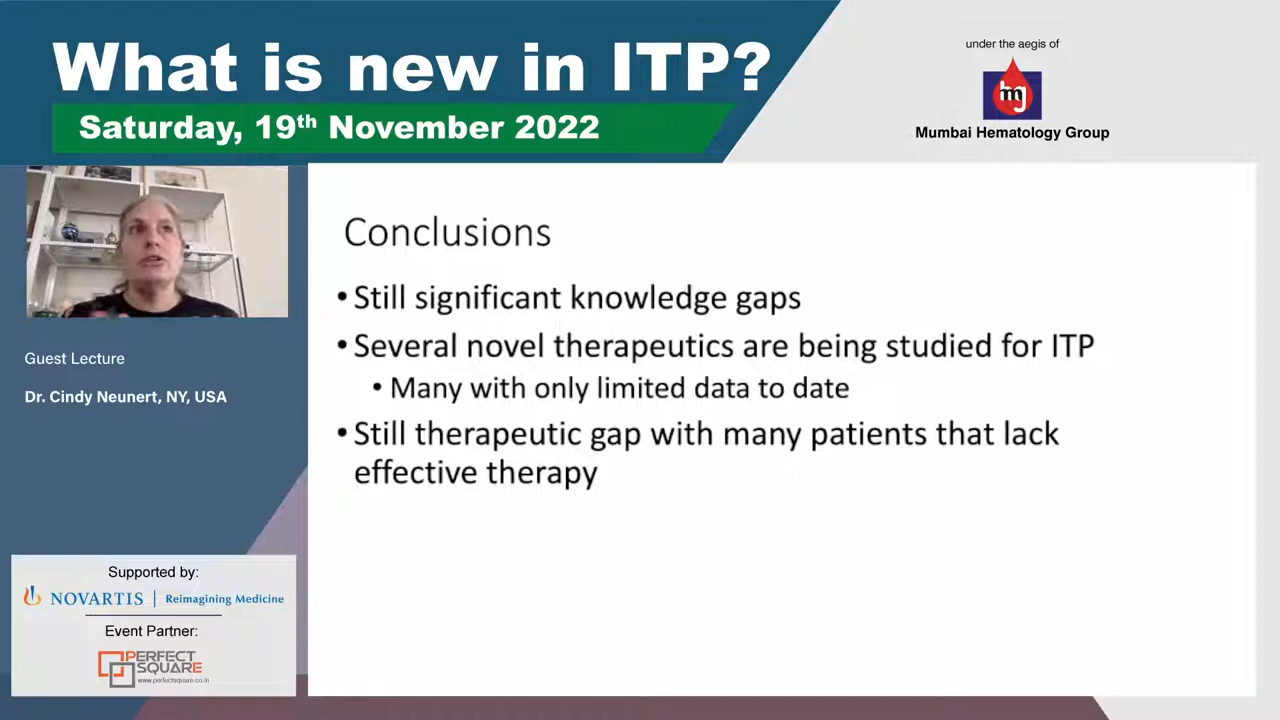 What is new in ITP?
Saturday, 19th November 2022
under the aegis of
hmg
Mumbai Hematology Group
Guest Lecture
Dr. Cindy Neunert, NY, USA
Conclusions
• Still significant knowledge gaps
• Several novel therapeutics are being studied for ITP
• Many with only limited data to date
• Still therapeutic gap with many patients that lack
effective therapy
Supported by:
NOVARTIS | Reimagining Medicine
Event Partner:
PERFECT
SQUARE
www.perfectsquare.co.in